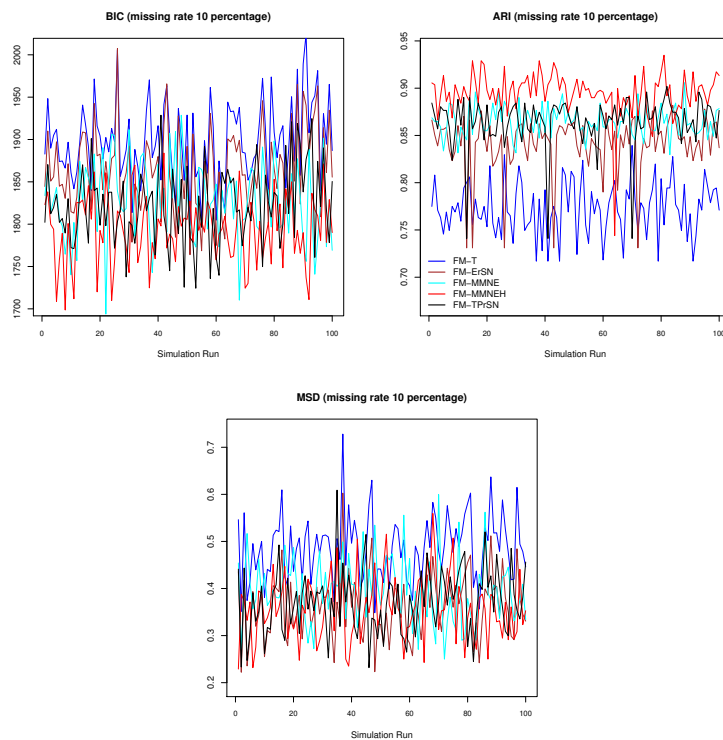 BIC (missing rate 10 percentage)
2000
1950
1900
1850
1800
1750
1700
0 20 40 60 80 100
Simulation Run
ARI (missing rate 10 percentage)
0.95
0.90
0.85
0.80
0.75
0.70
FM−T
FM−ErSN
FM−MMNE
FM−MMNEH
FM−TPrSN
0 20 40 60 80 100
Simulation Run
MSD (missing rate 10 percentage)
0.7
0.6
0.5
0.4
0.3
0.2
0 20 40 60 80 100
Simulation Run